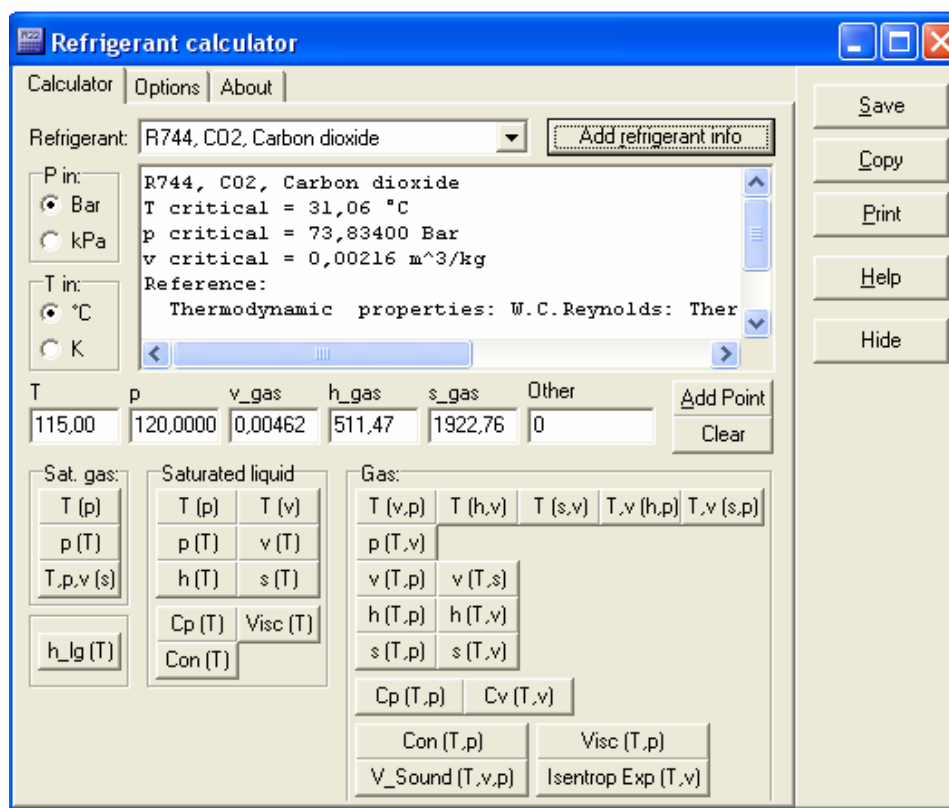 Refrigerant calculator
Calculator Options About
Refrigerant: R744, CO2, Carbon dioxide Add refrigerant info
P in:
Bar
kPa
T in:
°C
K
R744, CO2, Carbon dioxide
T critical = 31,06 °C
p critical = 73,83400 Bar
v critical = 0,00216 m^3/kg
Reference:
Thermodynamic properties: W.C.Reynolds: Ther
Save
Copy
Print
Help
Hide
T p v_gas h_gas s_gas Other
115,00 120,0000 0,00462 511,47 1922,76 0
Add Point
Clear
Sat. gas:
T (p)
p (T)
T,p,v (s)
h_lg (T)
Saturated liquid
T (p) T (v)
p (T) v (T)
h (T) s (T)
Cp (T) Visc (T)
Con (T)
Gas:
T (v,p) T (h,v) T (s,v) T,v (h,p) T,v (s,p)
p (T,v)
v (T,p) v (T,s)
h (T,p) h (T,v)
s (T,p) s (T,v)
Cp (T,p) Cv (T,v)
Con (T,p) Visc (T,p)
V_Sound (T,v,p) Isentrop Exp (T,v)